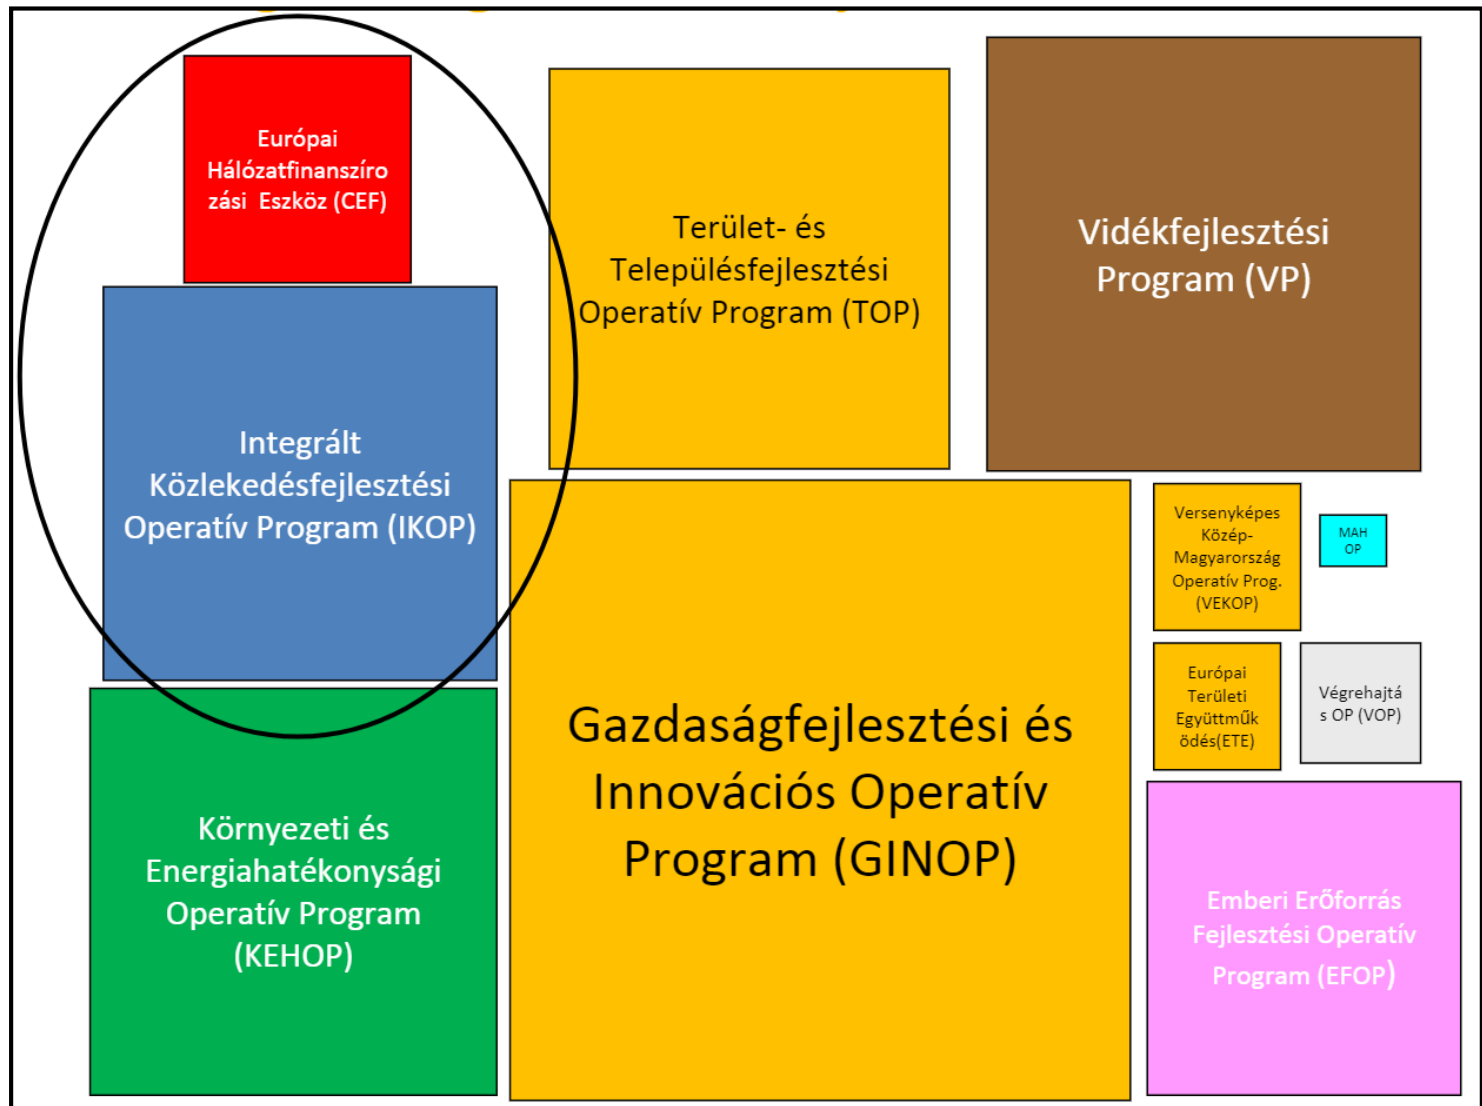 Európai
Hálózatfinanszíro
zási Eszköz (CEF)
Integrált
Közlekedésfejlesztési
Operatív Program (IKOP)
Környezeti és
Energiahatékonysági
Operatív Program
(KEHOP)
Terület- és
Településfejlesztési
Operatív Program (TOP)
Gazdaságfejlesztési és
Innovációs Operatív
Program (GINOP)
Vidékfejlesztési
Program (VP)
Versenyképes
Közép-
Magyarország
Operatív Prog.
(VEKOP)
MAH
OP
Európai
Területi
Együttműk
ödés(ETE)
Végrehajtá
s OP (VOP)
Emberi Erőforrás
Fejlesztési Operatív
Program (EFOP)